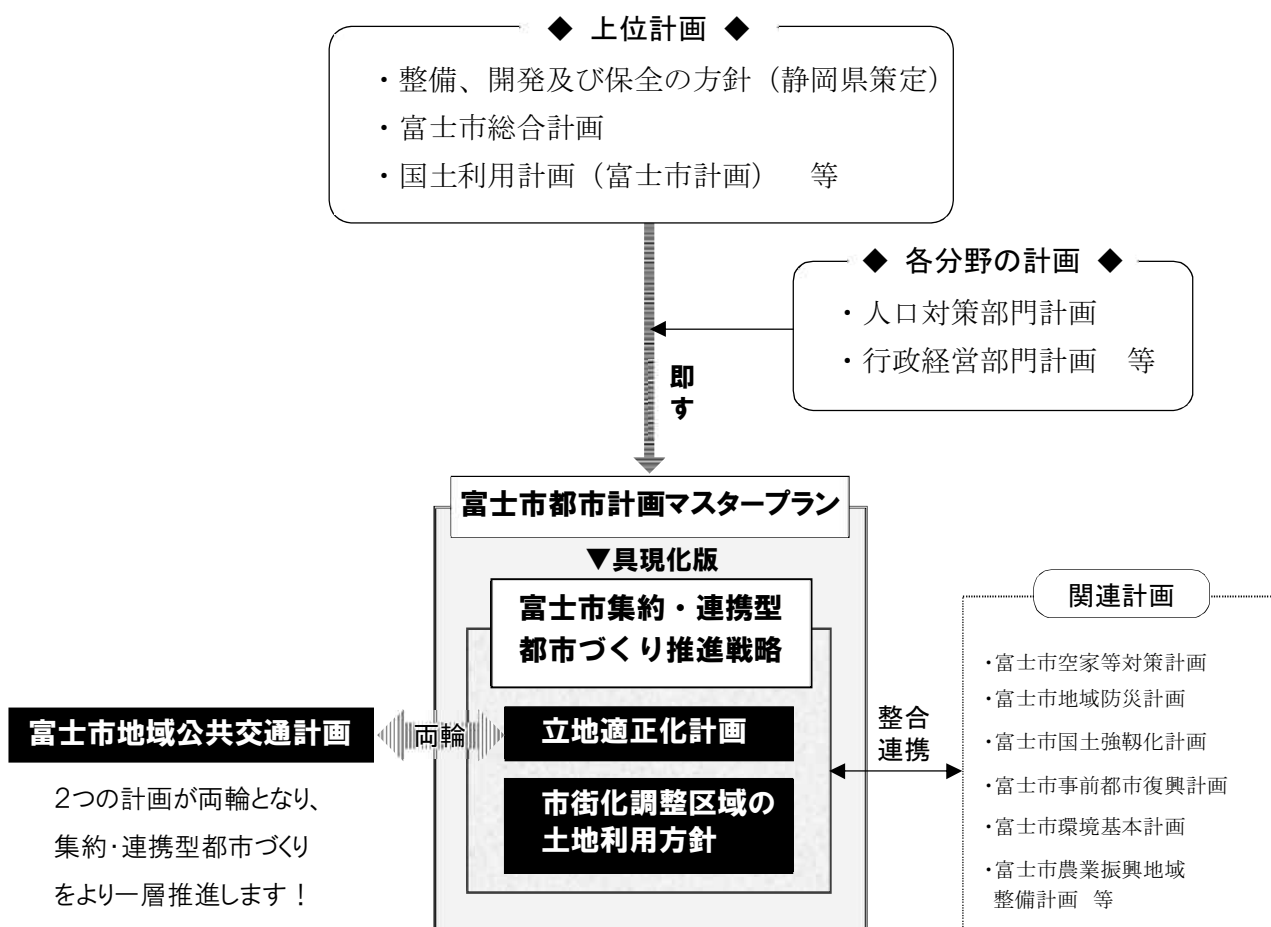 ◆ 上位計画 ◆
・整備、開発及び保全の方針（静岡県策定）
・富士市総合計画
・国土利用計画（富士市計画）　等
◆ 各分野の計画 ◆
・人口対策部門計画
・行政経営部門計画　等
即す
富士市都市計画マスタープラン
▼具現化版
富士市集約・連携型
都市づくり推進戦略
立地適正化計画
市街化調整区域の
土地利用方針
富士市地域公共交通計画
両輪
2つの計画が両輪となり、
集約・連携型都市づくり
をより一層推進します！
整合
連携
関連計画
・富士市空家等対策計画
・富士市地域防災計画
・富士市国土強靱化計画
・富士市事前都市復興計画
・富士市環境基本計画
・富士市農業振興地域
整備計画　等